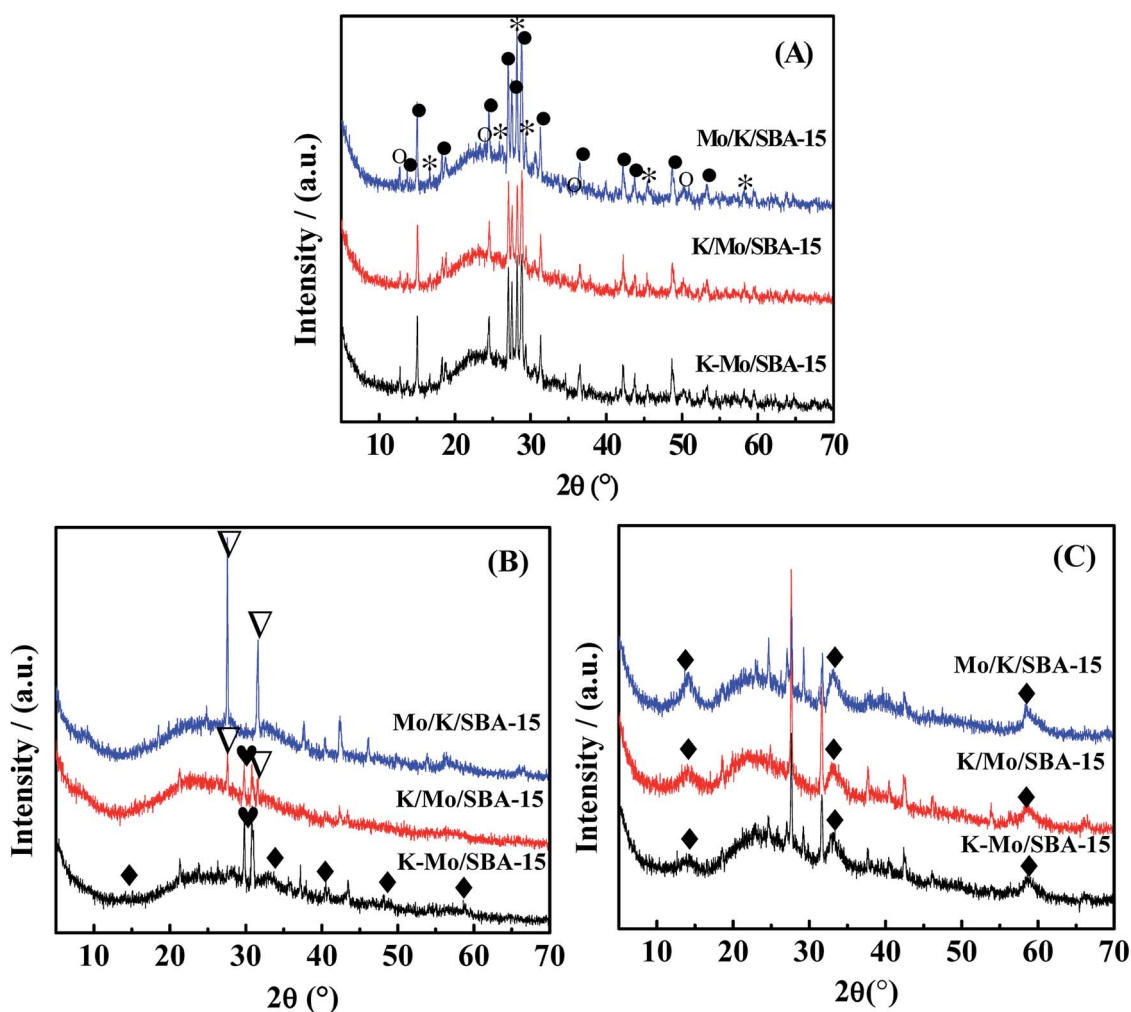 (A)
Mo/K/SBA-15
K/Mo/SBA-15
K-Mo/SBA-15
Intensity / (a.u.)
10 20 30 40 50 60 70
2θ (°)
(B)
Mo/K/SBA-15
K/Mo/SBA-15
K-Mo/SBA-15
Intensity / (a.u.)
10 20 30 40 50 60 70
2θ (°)
(C)
Mo/K/SBA-15
K/Mo/SBA-15
K-Mo/SBA-15
Intensity / (a.u.)
10 20 30 40 50 60 70
2θ(°)